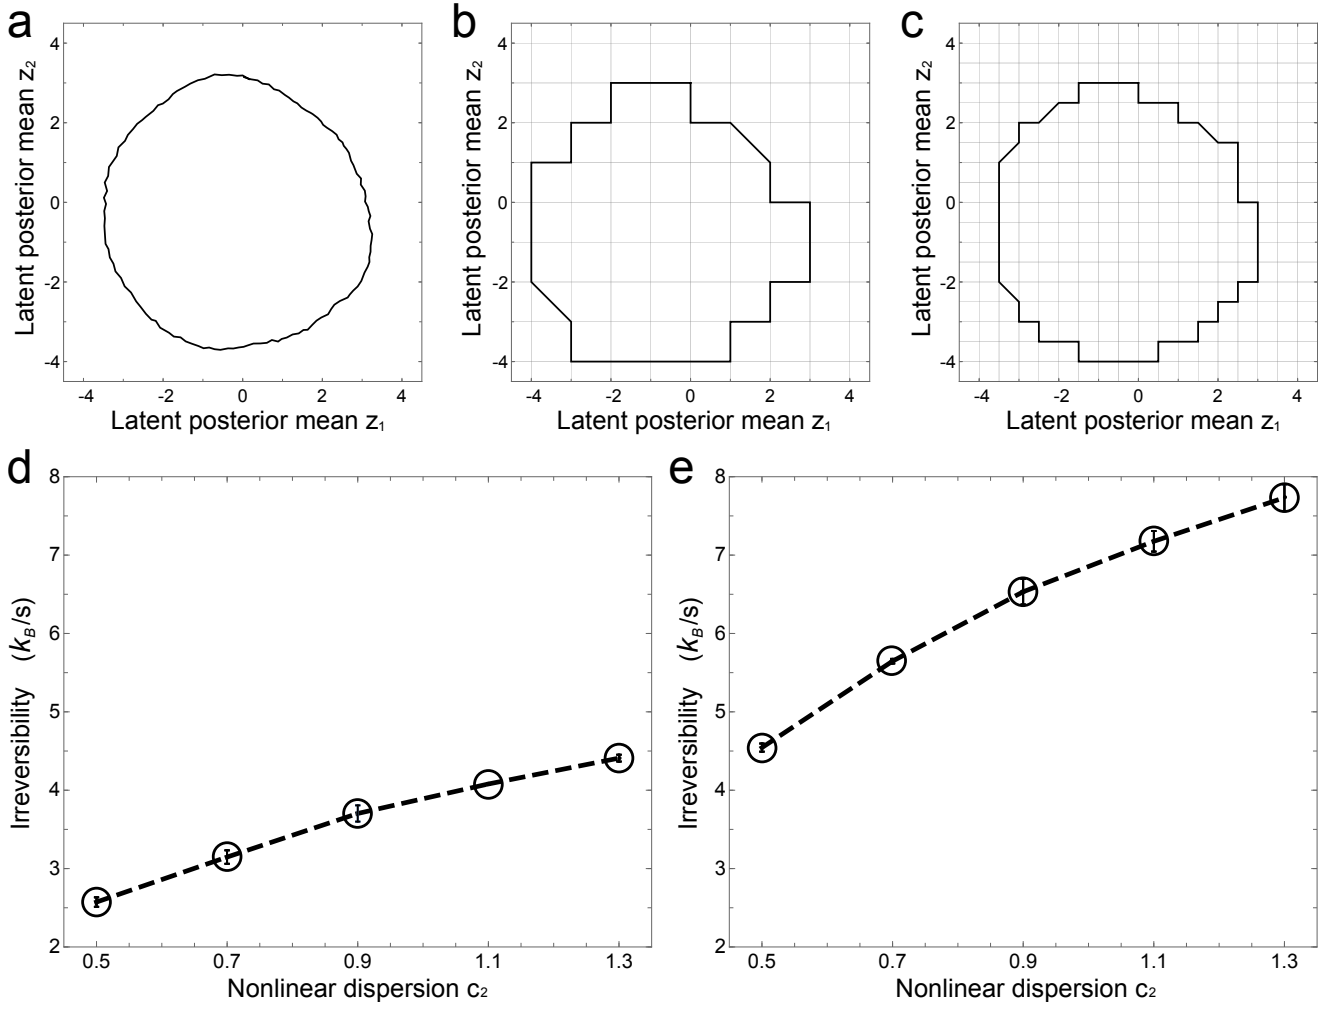 a
Latent posterior mean z₂
4
2
0
-2
-4
-4 -2 0 2 4
Latent posterior mean z₁
b
Latent posterior mean z₂
4
2
0
-2
-4
-4 -2 0 2 4
Latent posterior mean z₁
c
Latent posterior mean z₂
4
2
0
-2
-4
-4 -2 0 2 4
Latent posterior mean z₁
d
Irreversibility (k_B/s)
8
7
6
5
4
3
2
0.5 0.7 0.9 1.1 1.3
Nonlinear dispersion c₂
e
Irreversibility (k_B/s)
8
7
6
5
4
3
2
0.5 0.7 0.9 1.1 1.3
Nonlinear dispersion c₂